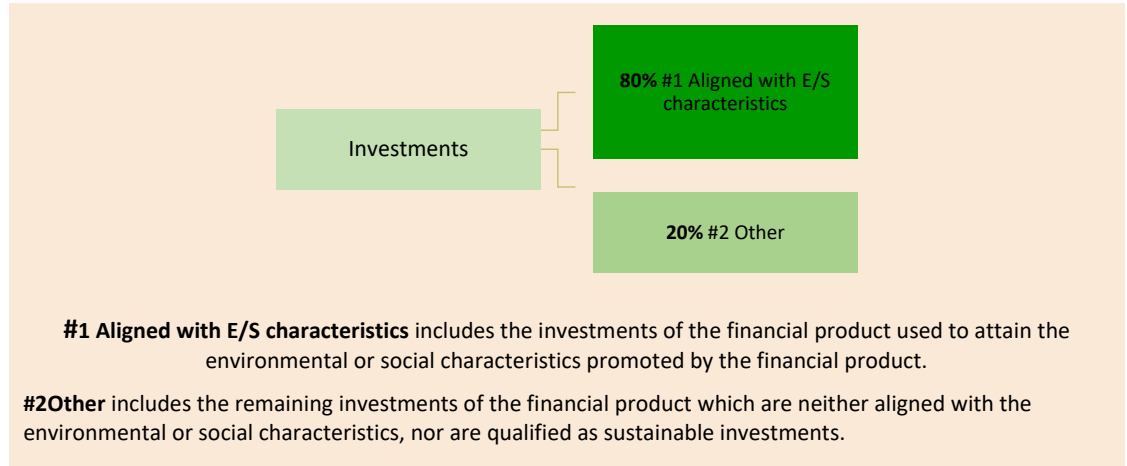 80% #1 Aligned with E/S
characteristics
Investments
20% #2 Other
#1 Aligned with E/S characteristics includes the investments of the financial product used to attain the
environmental or social characteristics promoted by the financial product.
#2Other includes the remaining investments of the financial product which are neither aligned with the
environmental or social characteristics, nor are qualified as sustainable investments.